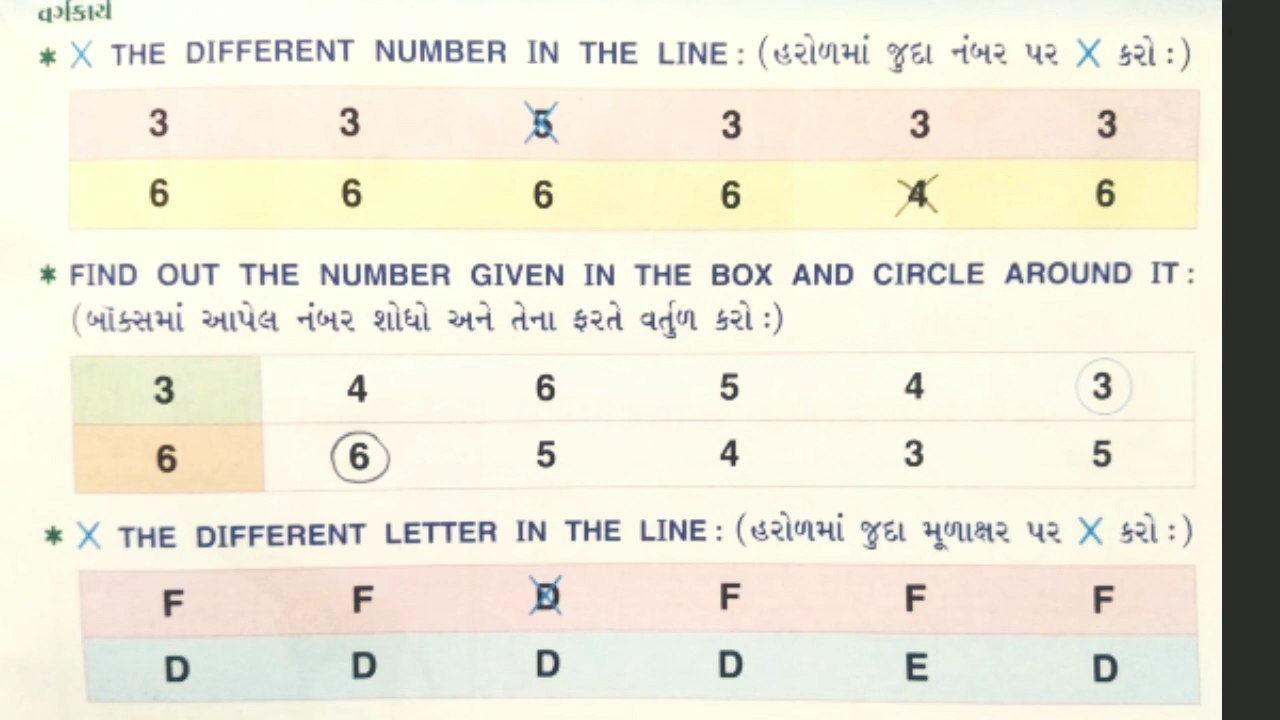 વર્ગકાર્ય
* X THE DIFFERENT NUMBER IN THE LINE : (હરોળમાં જુદા નંબર પર X કરો :)
3 3 5 3 3 3
6 6 6 6 4 6
* FIND OUT THE NUMBER GIVEN IN THE BOX AND CIRCLE AROUND IT :
(બૉક્સમાં આપેલ નંબર શોધો અને તેના ફરતે વર્તુળ કરો :)
3 4 6 5 4 3
6 6 5 4 3 5
* X THE DIFFERENT LETTER IN THE LINE : (હરોળમાં જુદા મૂળાક્ષર પર X કરો :)
F F D F F F
D D D D E D